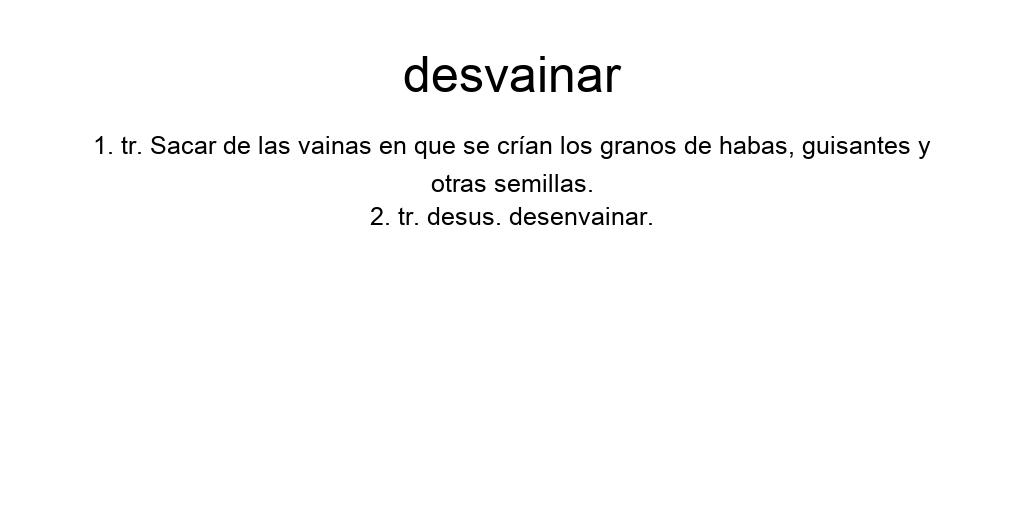 desvainar
1. tr. Sacar de las vainas en que se crían los granos de habas, guisantes y
otras semillas.
2. tr. desus. desenvainar.